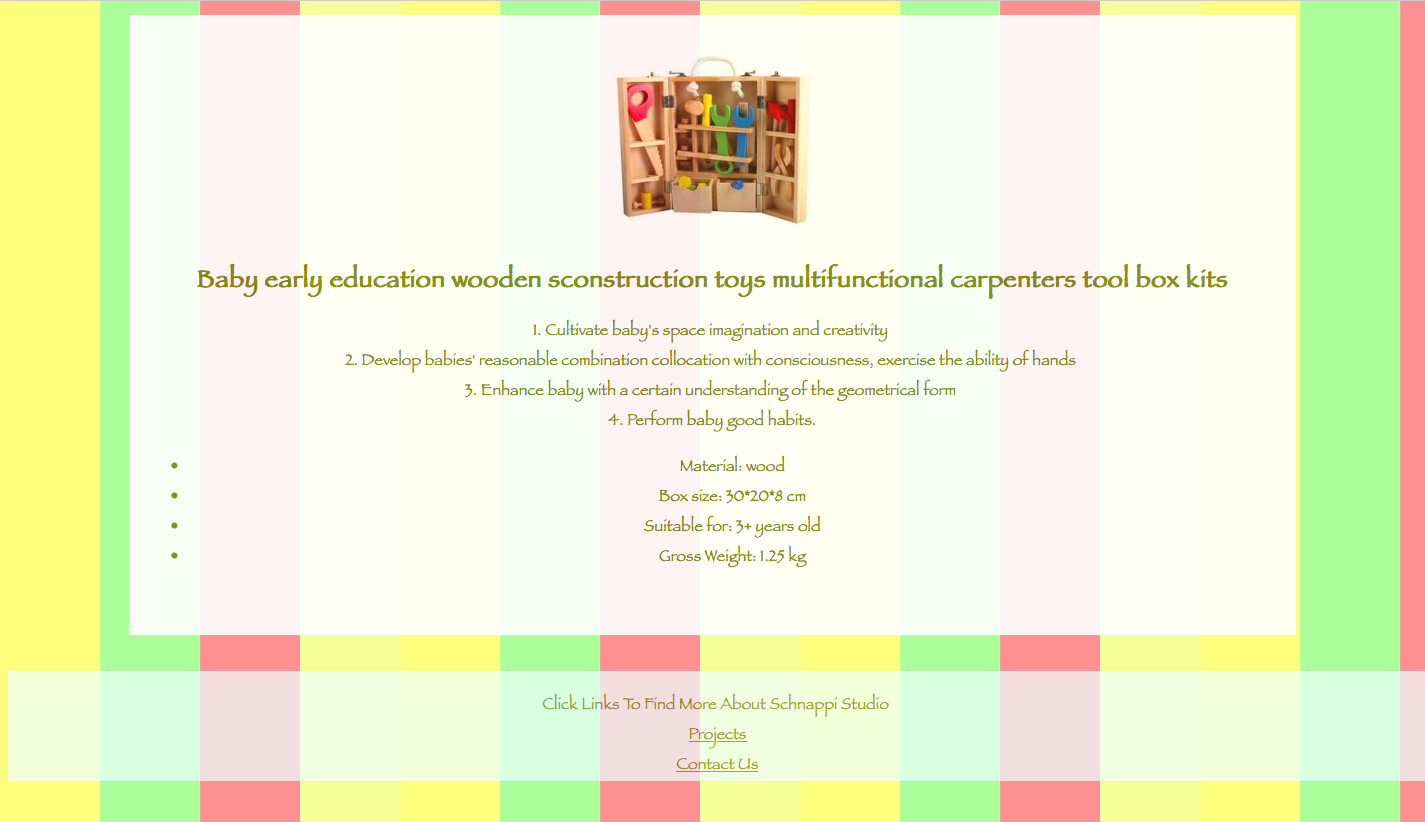 Baby early education wooden sconstruction toys multifunctional carpenters tool box kits
1. Cultivate baby's space imagination and creativity
2. Develop babies' reasonable combination collocation with consciousness, exercise the ability of hands
3. Enhance baby with a certain understanding of the geometrical form
4. Perform baby good habits.
• Material: wood
• Box size: 30*20*8 cm
• Suitable for: 3+ years old
• Gross Weight: 1.25 kg
Click Links To Find More About Schnappi Studio
Projects
Contact Us